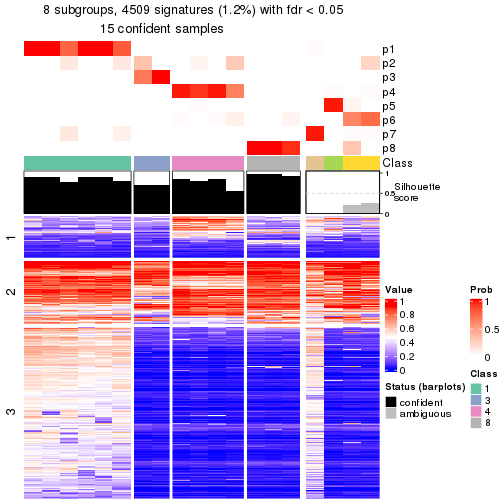 8 subgroups, 4509 signatures (1.2%) with fdr < 0.05
15 confident samples
p1
p2
p3
p4
p5
p6
p7
p8
Class
1
0.5
0
Silhouette
score
1
2
3
Value
1
0.8
0.6
0.4
0.2
0
Prob
1
0.5
0
Status (barplots)
confident
ambiguous
Class
1
3
4
8